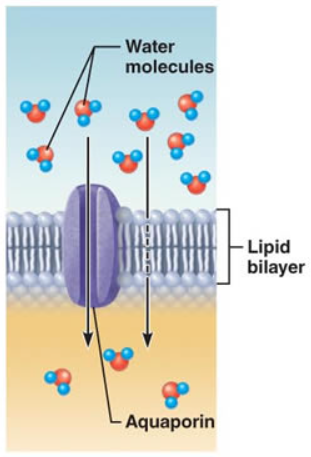 Water
molecules
Lipid
bilayer
Aquaporin